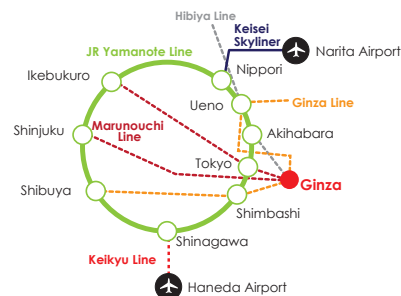 Hibiya Line
Keisei
Skyliner
Narita Airport
JR Yamanote Line
Nippori
Ikebukuro
Ueno
Ginza Line
Marunouchi
Line
Shinjuku
Akihabara
Tokyo
Ginza
Shibuya
Shimbashi
Shinagawa
Keikyu Line
Haneda Airport